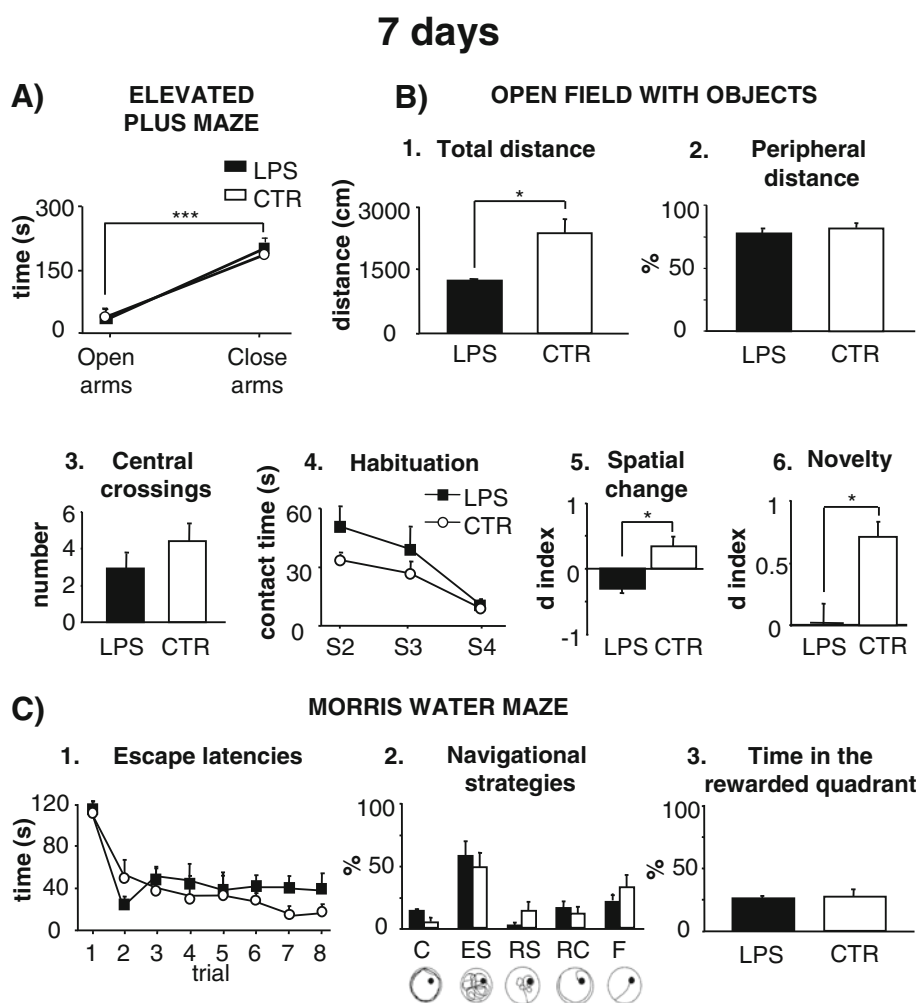 7 days
A) ELEVATED
PLUS MAZE
LPS
CTR
time (s)
300
150
0
***
Open
arms
Close
arms
B) OPEN FIELD WITH OBJECTS
1. Total distance
distance (cm)
3000
1500
0
*
LPS CTR
2. Peripheral
distance
%
100
50
0
LPS CTR
3. Central
crossings
number
6
4
2
0
LPS CTR
4. Habituation
contact time (s)
60
30
0
LPS
CTR
S2 S3 S4
5. Spatial
change
d index
1
0
-1
*
LPS CTR
6. Novelty
d index
1
0.5
0
*
LPS CTR
C) MORRIS WATER MAZE
1. Escape latencies
time (s)
120
80
40
0
1 2 3 4 5 6 7 8
trial
2. Navigational
strategies
%
100
50
0
C ES RS RC F
3. Time in the
rewarded quadrant
%
100
50
0
LPS CTR